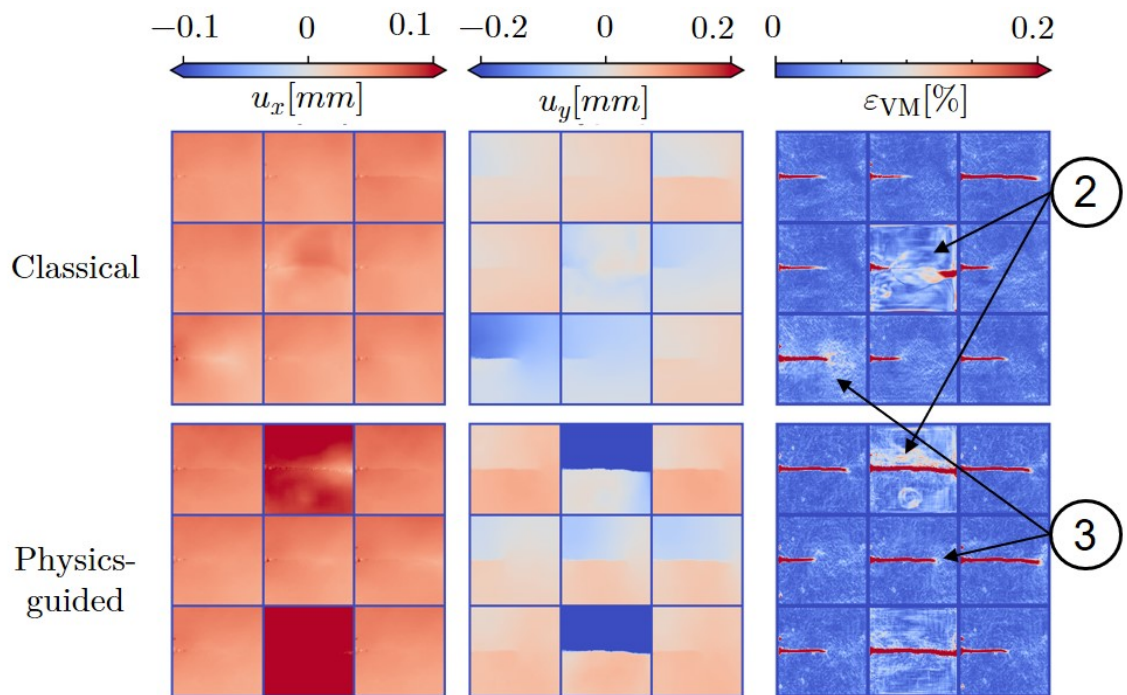 −0.1 0 0.1 −0.2 0 0.2 0 0.2
u_x[mm] u_y[mm] ε_VM[%]
2
Classical
3
Physics-
guided